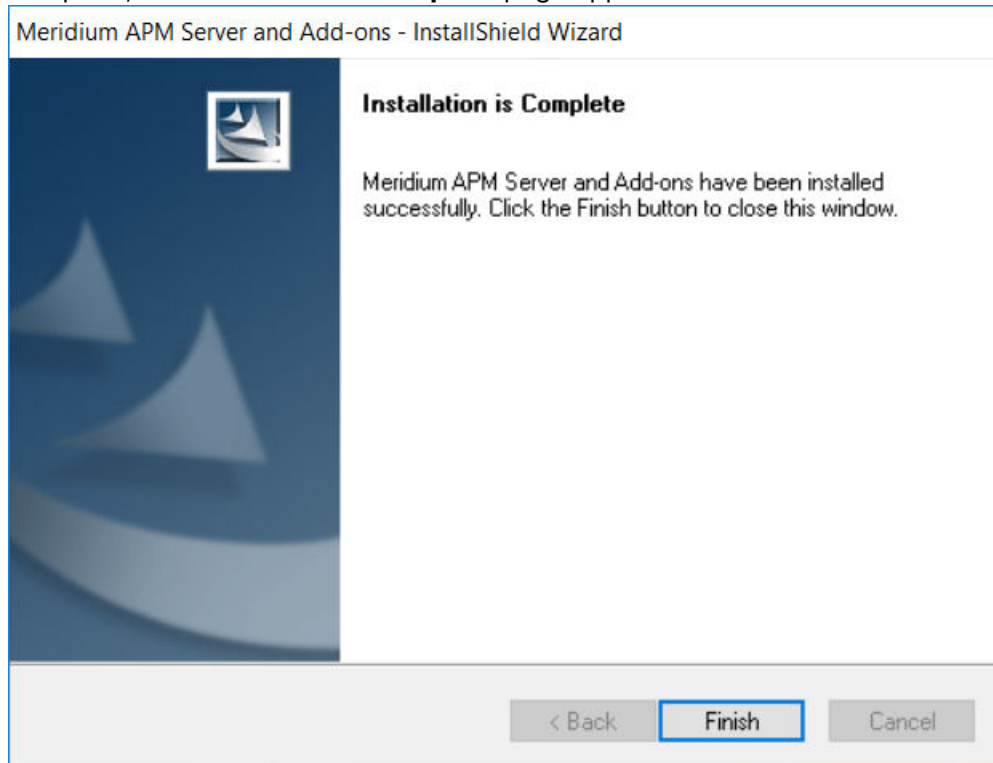 Meridium APM Server and Add-ons - InstallShield Wizard
Installation is Complete
Meridium APM Server and Add-ons have been installed
successfully. Click the Finish button to close this window.
< Back
Finish
Cancel